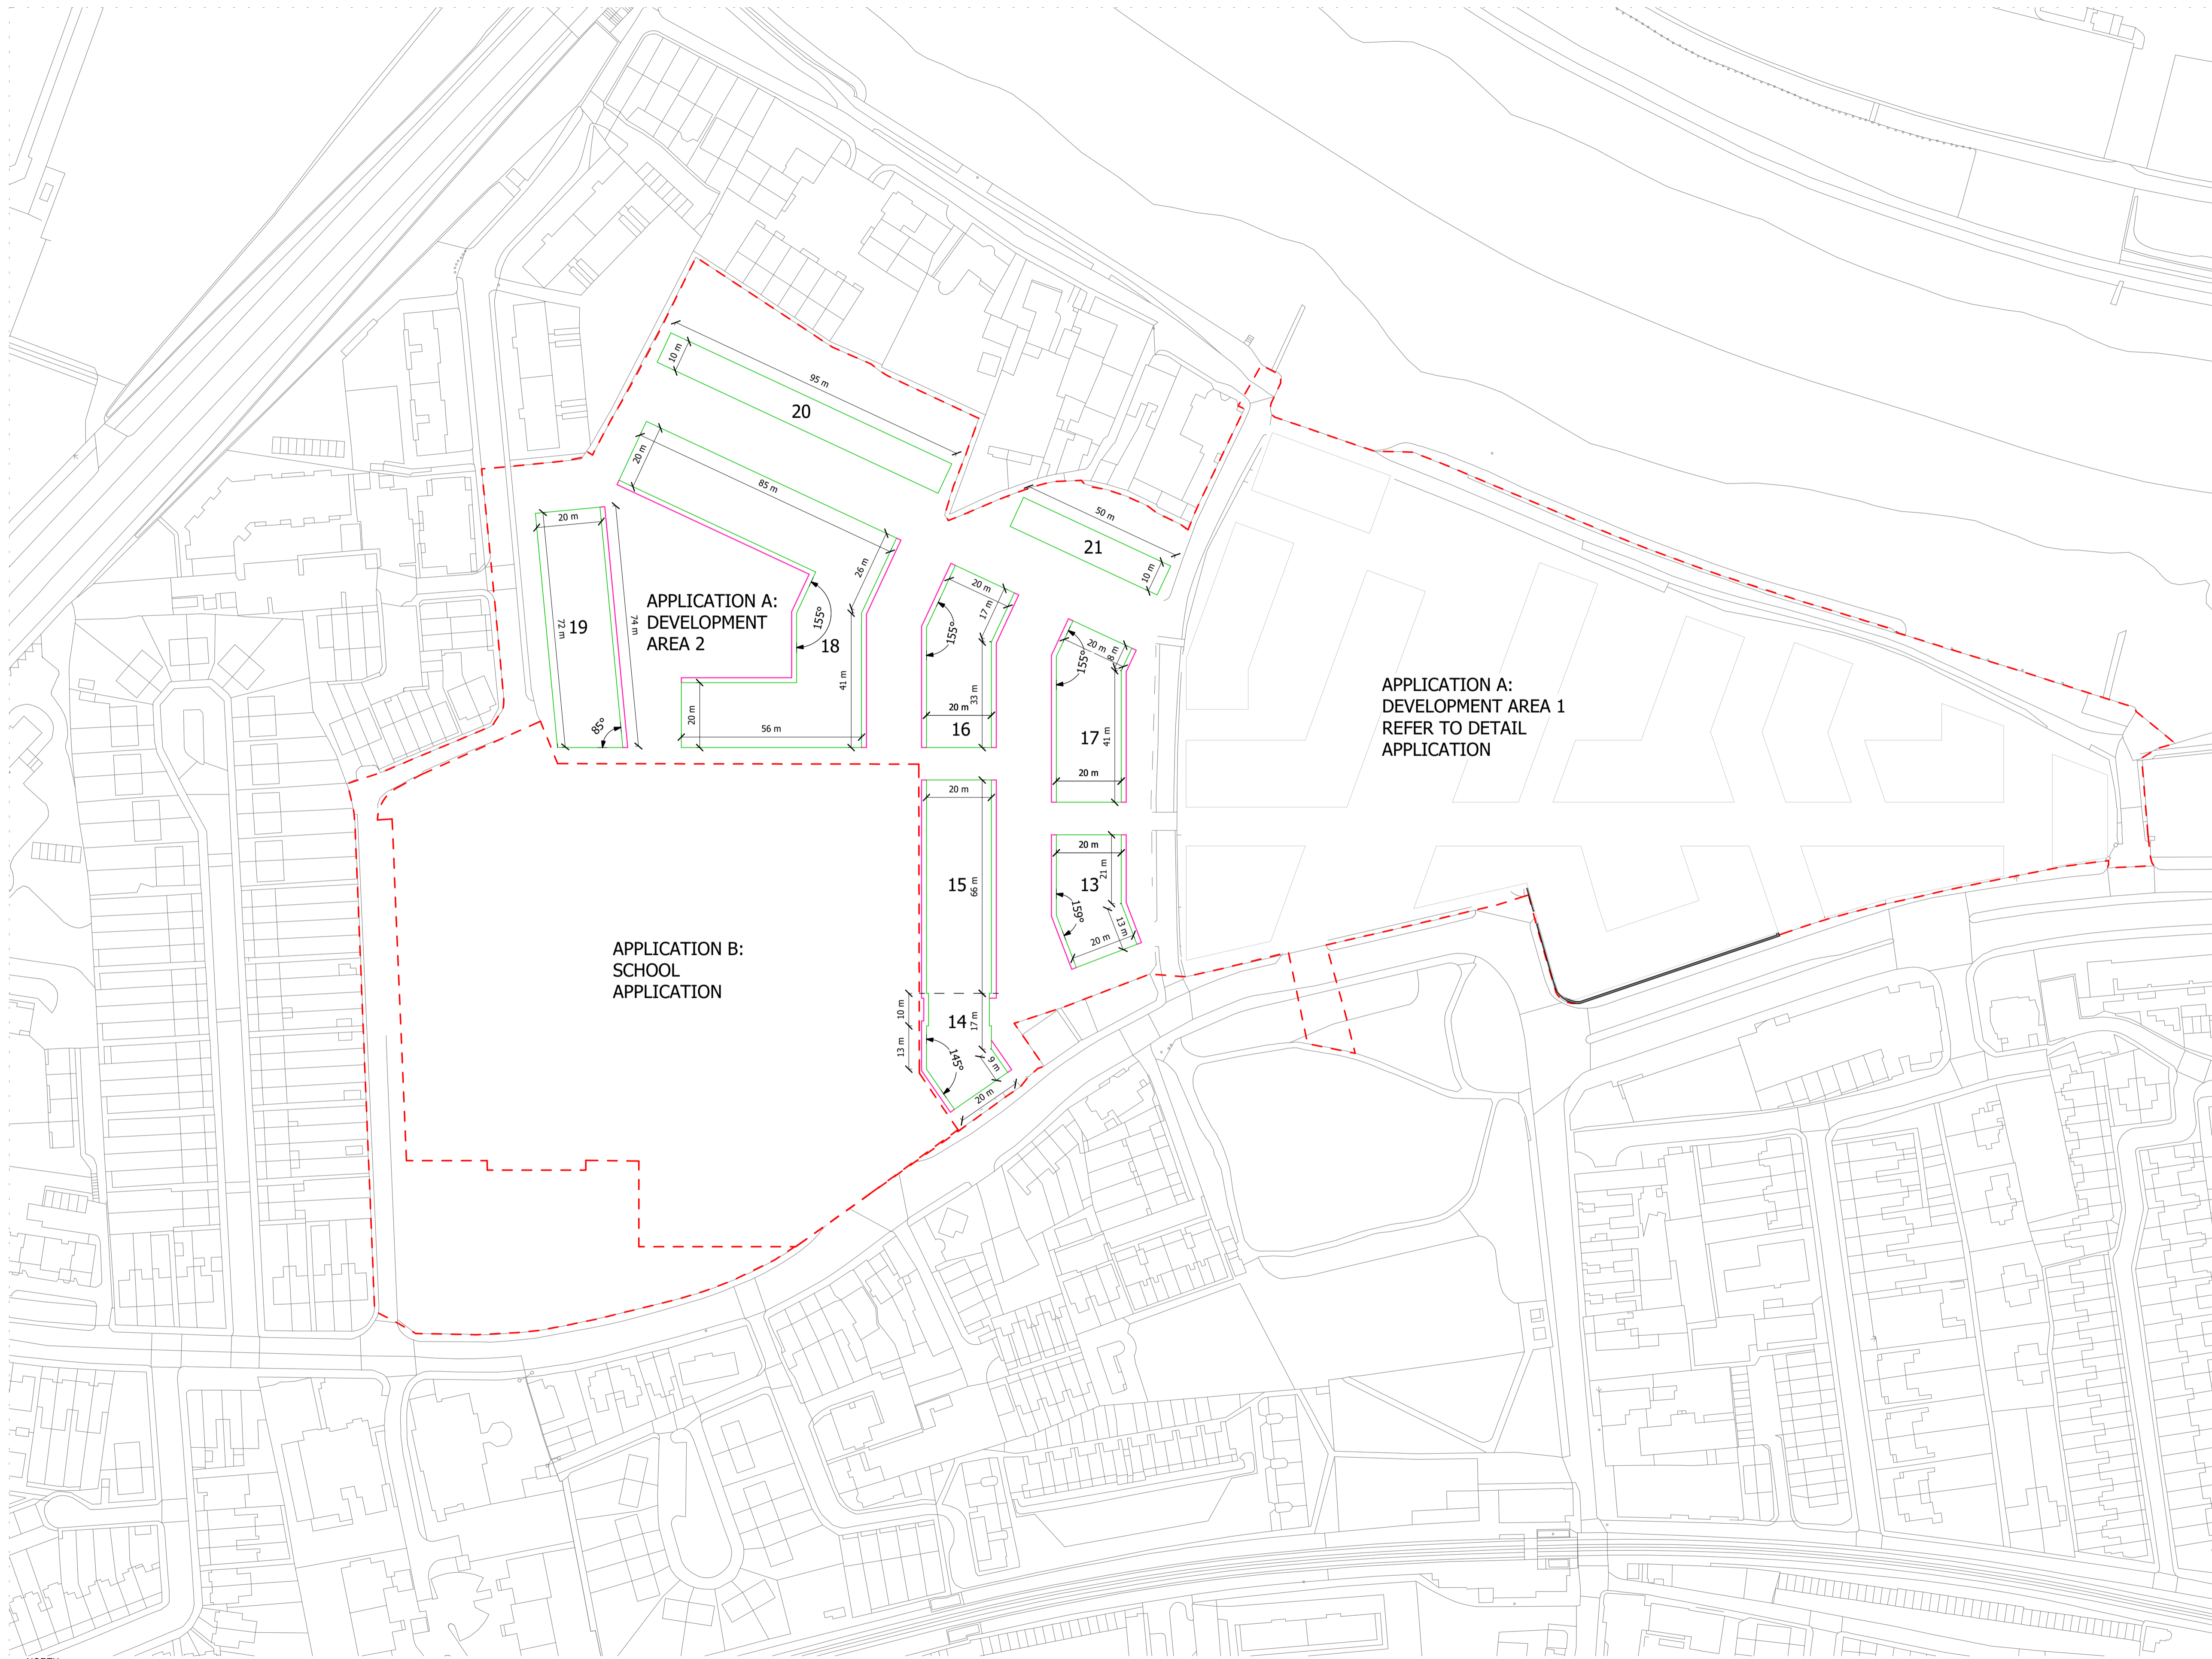 10 m
95 m
20
20 m
85 m
26 m
155°
18
41 m
20 m
56 m
20 m
72 m
19
74 m
85°
APPLICATION A:
DEVELOPMENT
AREA 2
50 m
21
10 m
20 m
17 m
155°
33 m
20 m
16
20 m
8 m
155°
17
41 m
20 m
APPLICATION A:
DEVELOPMENT AREA 1
REFER TO DETAIL
APPLICATION
20 m
15
66 m
20 m
21 m
13
159°
13 m
20 m
10 m
14
17 m
13 m
145°
9 m
20 m
APPLICATION B:
SCHOOL
APPLICATION